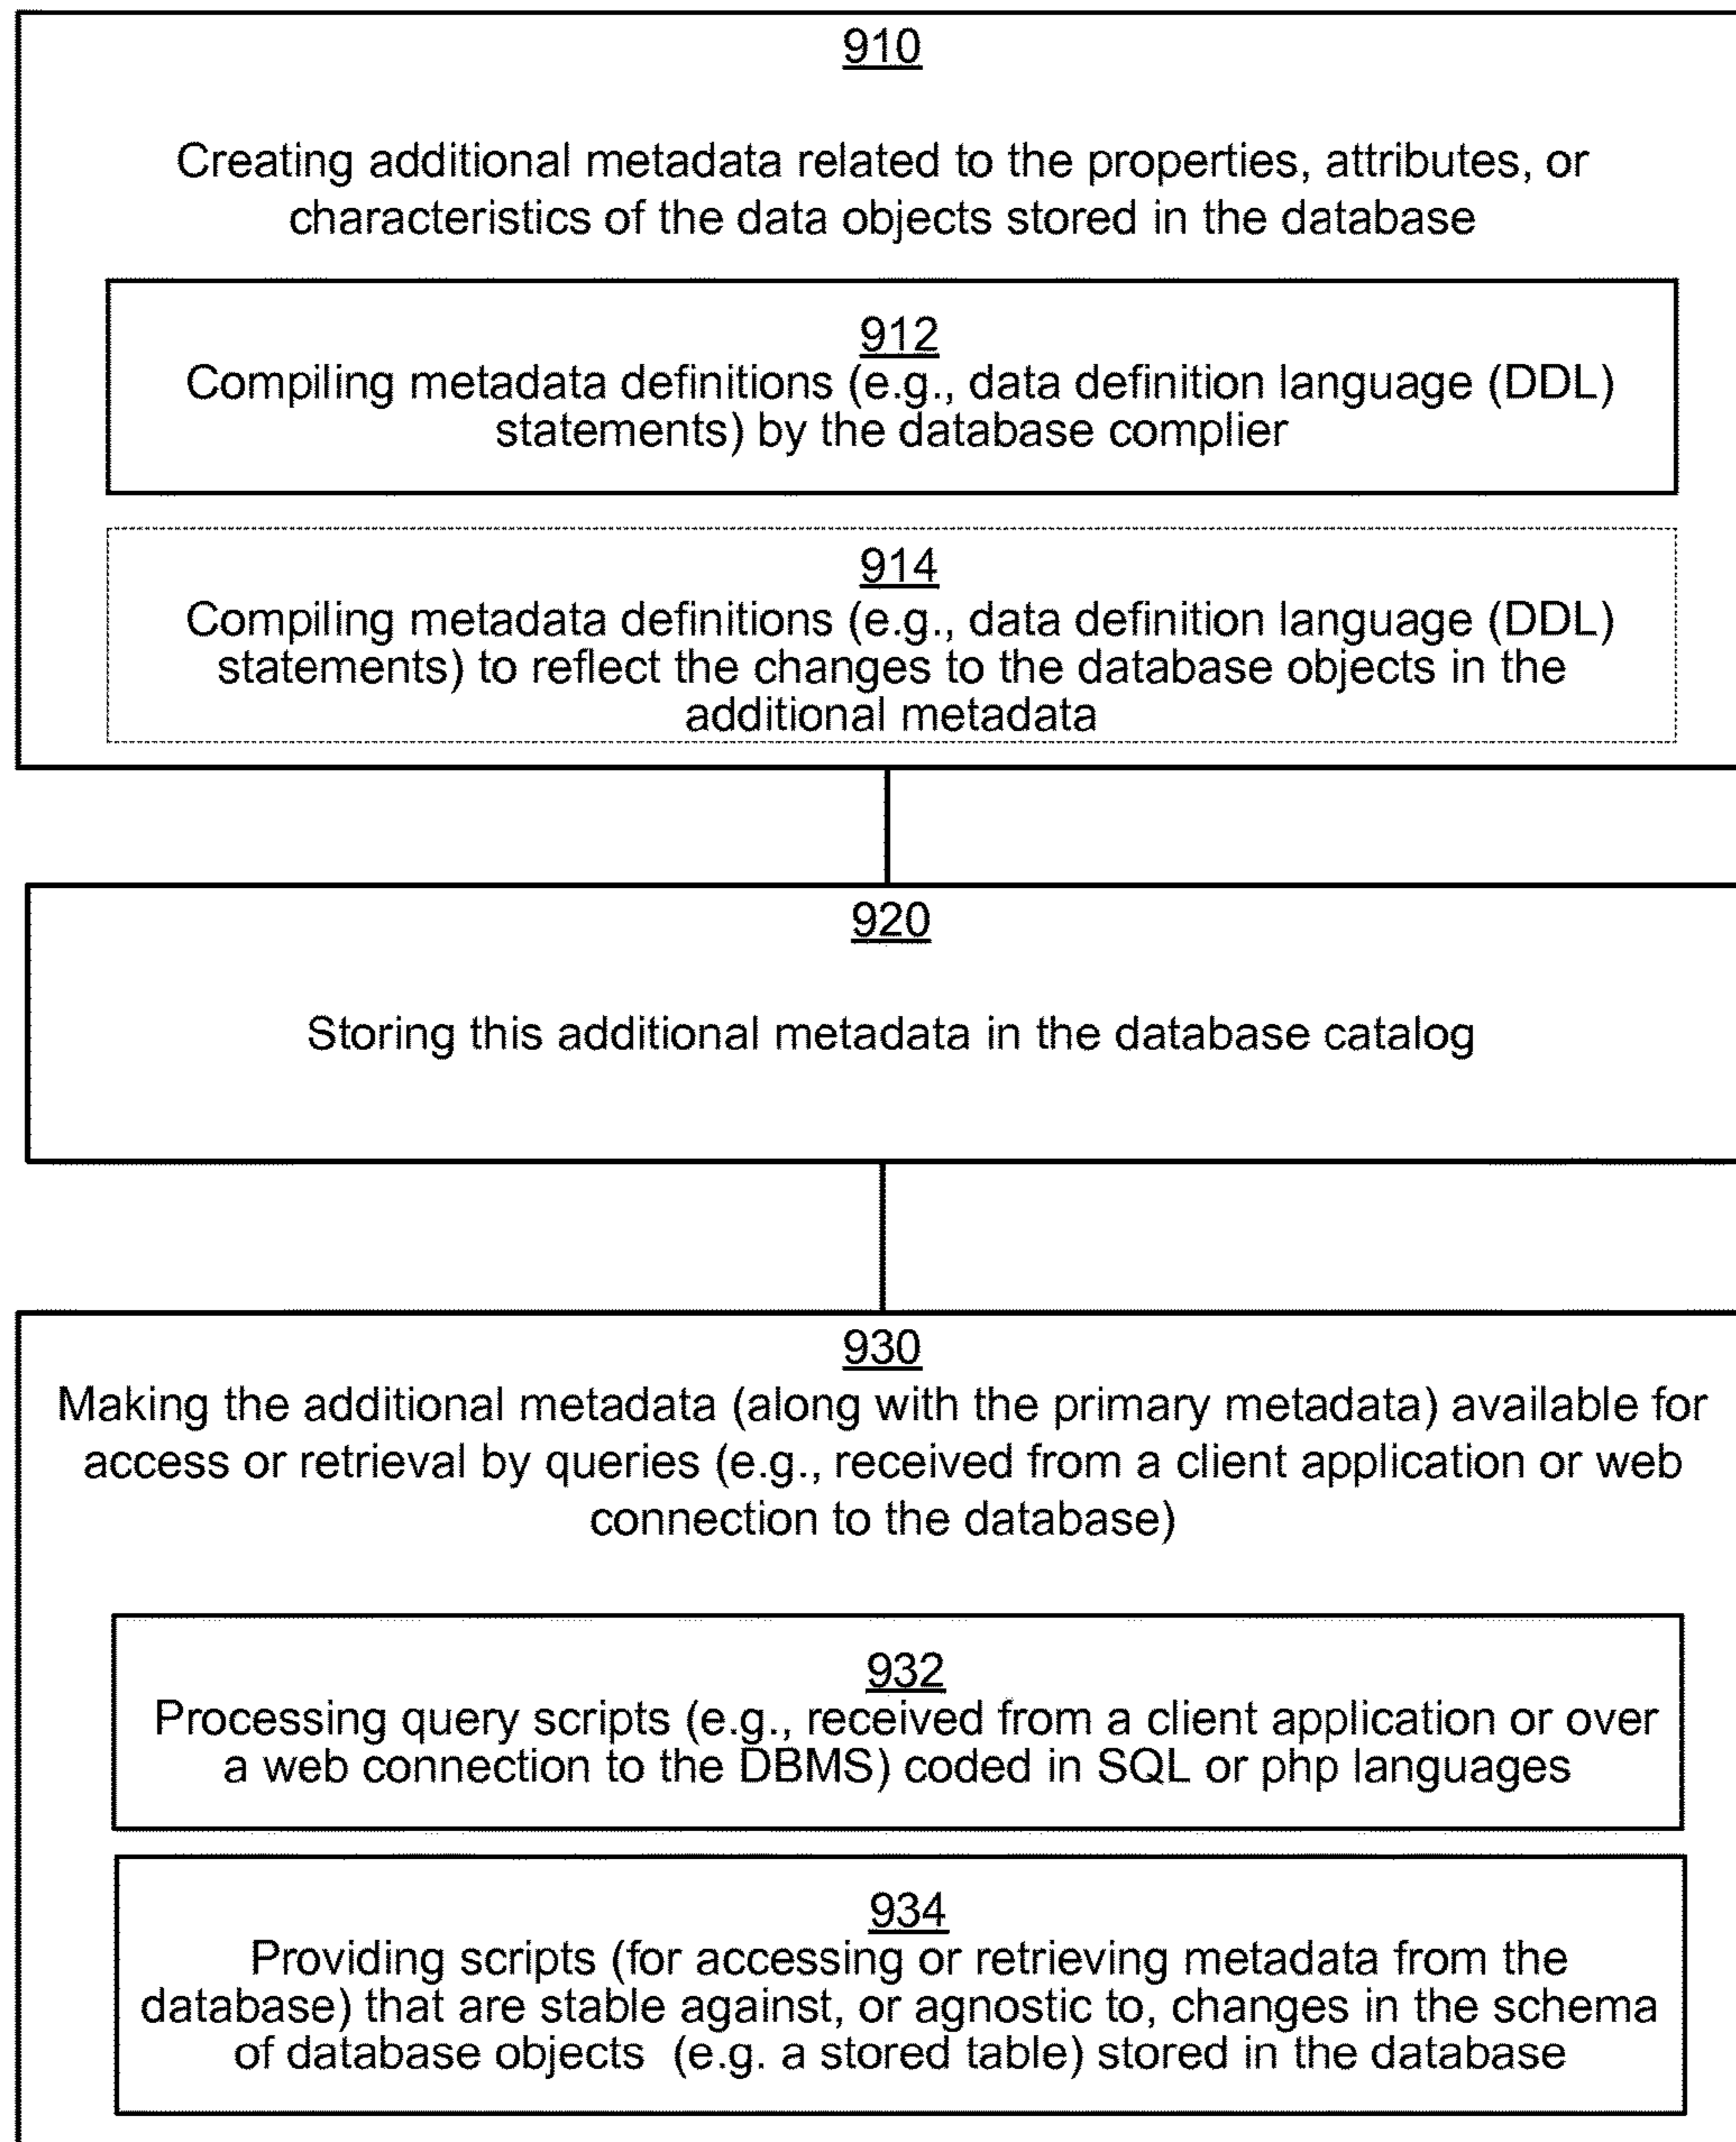 910
Creating additional metadata related to the properties, attributes, or
characteristics of the data objects stored in the database
912
Compiling metadata definitions (e.g., data definition language (DDL)
statements) by the database complier
914
Compiling metadata definitions (e.g., data definition language (DDL)
statements) to reflect the changes to the database objects in the
additional metadata
920
Storing this additional metadata in the database catalog
930
Making the additional metadata (along with the primary metadata) available for
access or retrieval by queries (e.g., received from a client application or web
connection to the database)
932
Processing query scripts (e.g., received from a client application or over
a web connection to the DBMS) coded in SQL or php languages
934
Providing scripts (for accessing or retrieving metadata from the
database) that are stable against, or agnostic to, changes in the schema
of database objects (e.g. a stored table) stored in the database